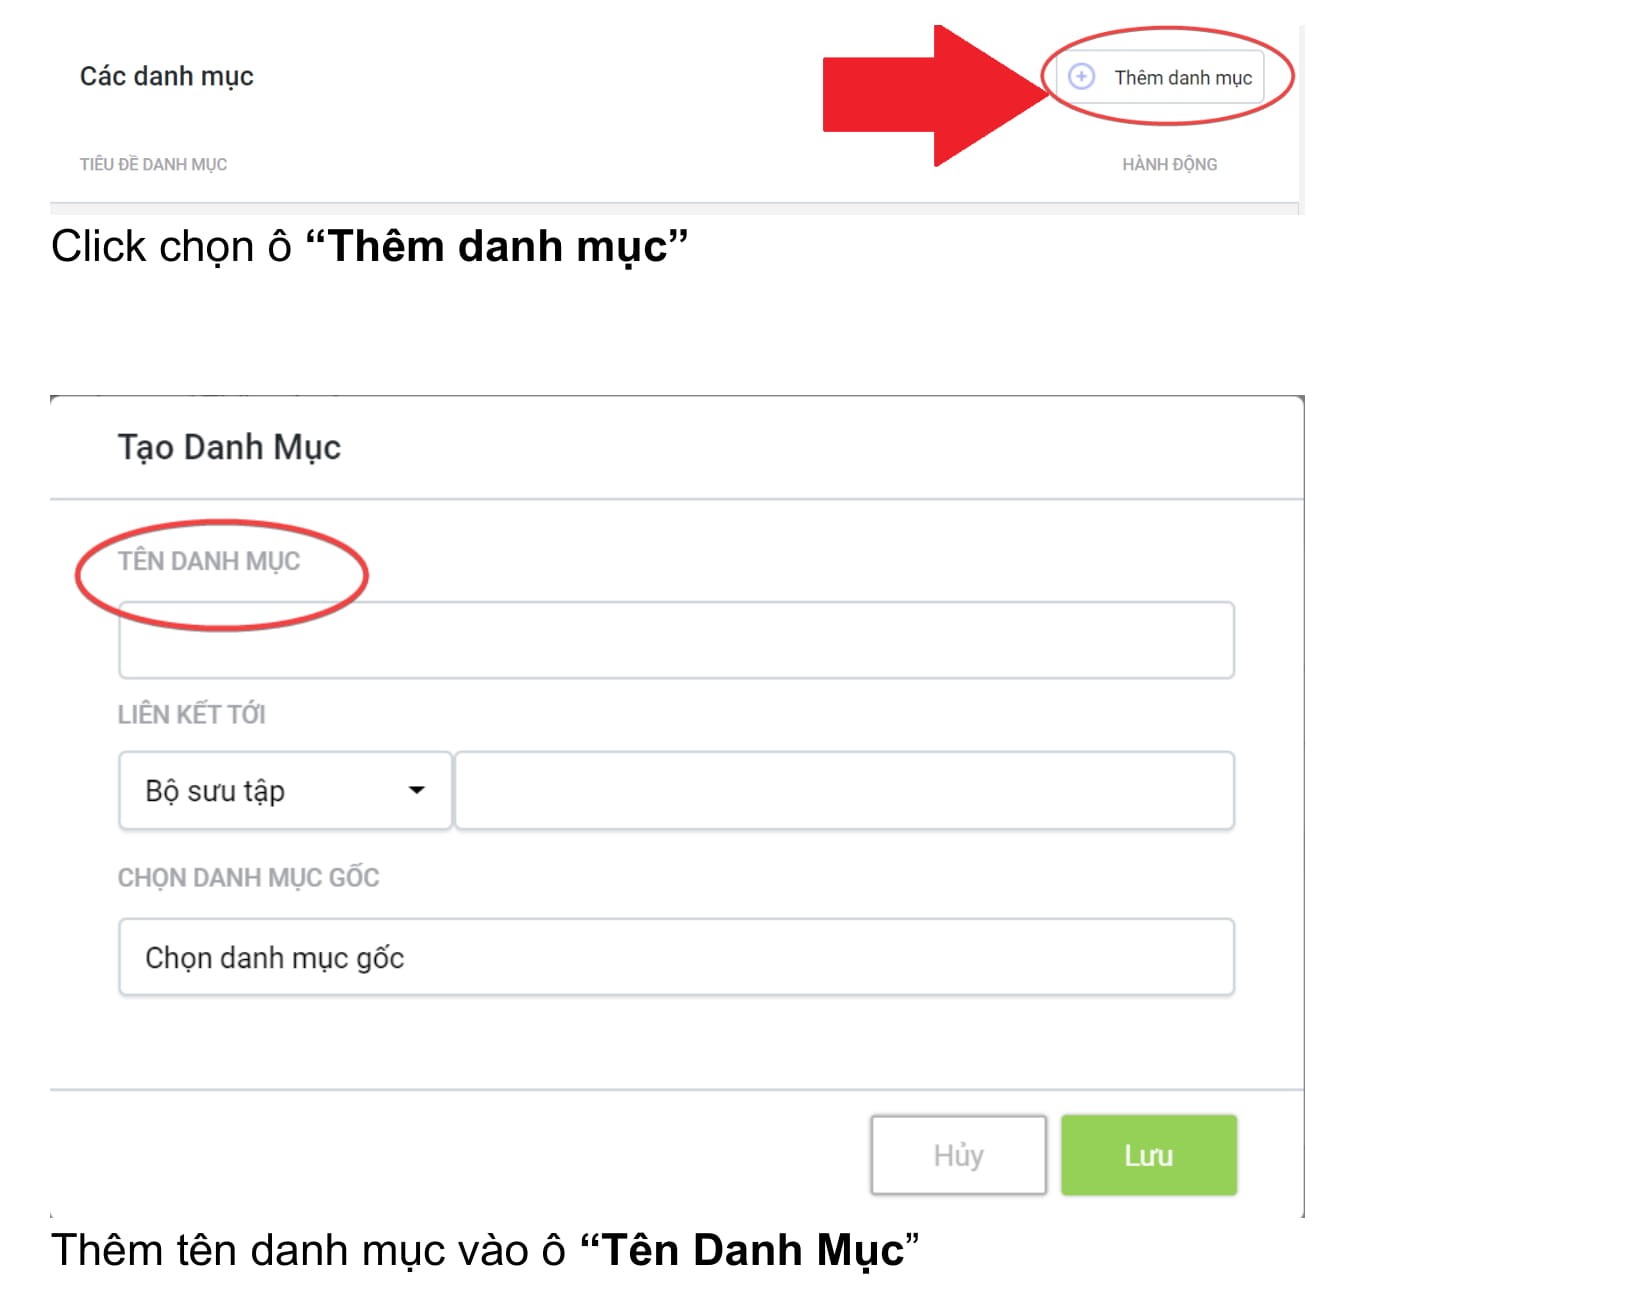 Các danh mục
Thêm danh mục
TIÊU ĐỀ DANH MỤC
HÀNH ĐỘNG
Click chọn ô “Thêm danh mục”
Tạo Danh Mục
TÊN DANH MỤC
LIÊN KẾT TỚI
Bộ sưu tập
CHỌN DANH MỤC GỐC
Chọn danh mục gốc
Hủy
Lưu
Thêm tên danh mục vào ô “Tên Danh Mục”